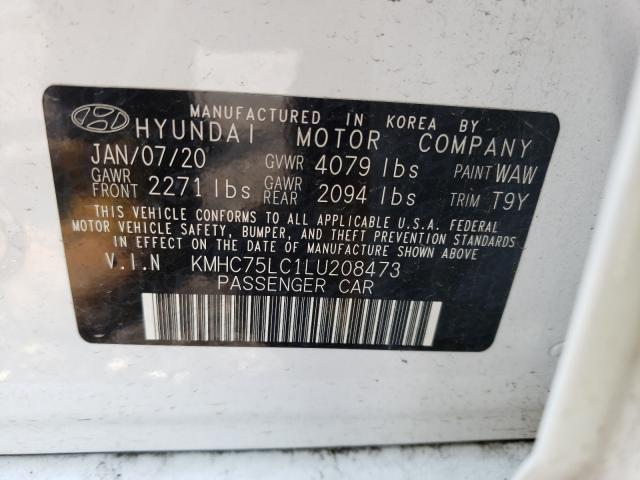 MANUFACTURED IN KOREA BY
HYUNDAI MOTOR COMPANY
JAN/07/20 GVWR 4079 lbs PAINT WAW
GAWR FRONT 2271 lbs GAWR REAR 2094 lbs TRIM T9Y
THIS VEHICLE CONFORMS TO ALL APPLICABLE U.S.A. FEDERAL
MOTOR VEHICLE SAFETY, BUMPER, AND THEFT PREVENTION STANDARDS
IN EFFECT ON THE DATE OF MANUFACTURE SHOWN ABOVE
V.I.N KMHC75LC1LU208473
PASSENGER CAR